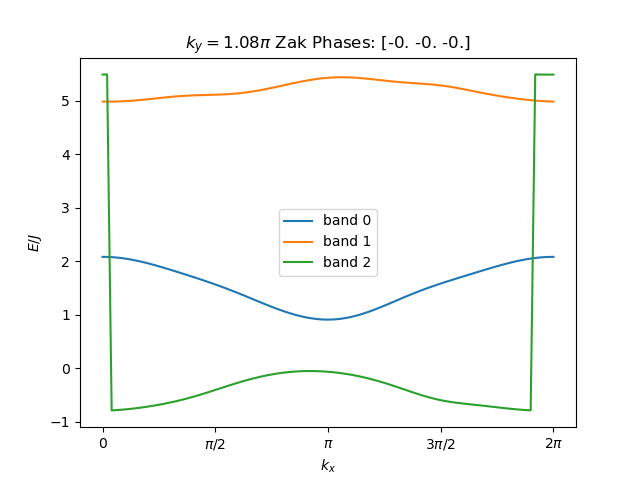 $k_y = 1.08\pi$ Zak Phases: [-0. -0. -0.]
E/J
5
4
3
2
1
0
−1
band 0
band 1
band 2
0
π/2
π
3π/2
2π
$k_x$